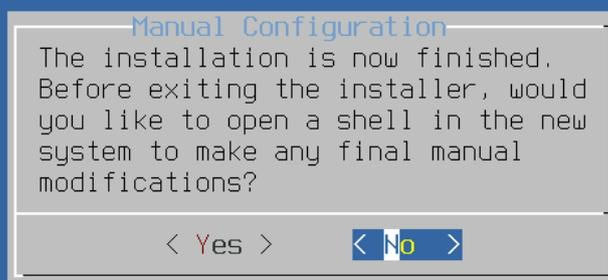 Manual Configuration
The installation is now finished.
Before exiting the installer, would
you like to open a shell in the new
system to make any final manual
modifications?
< Yes > < No >